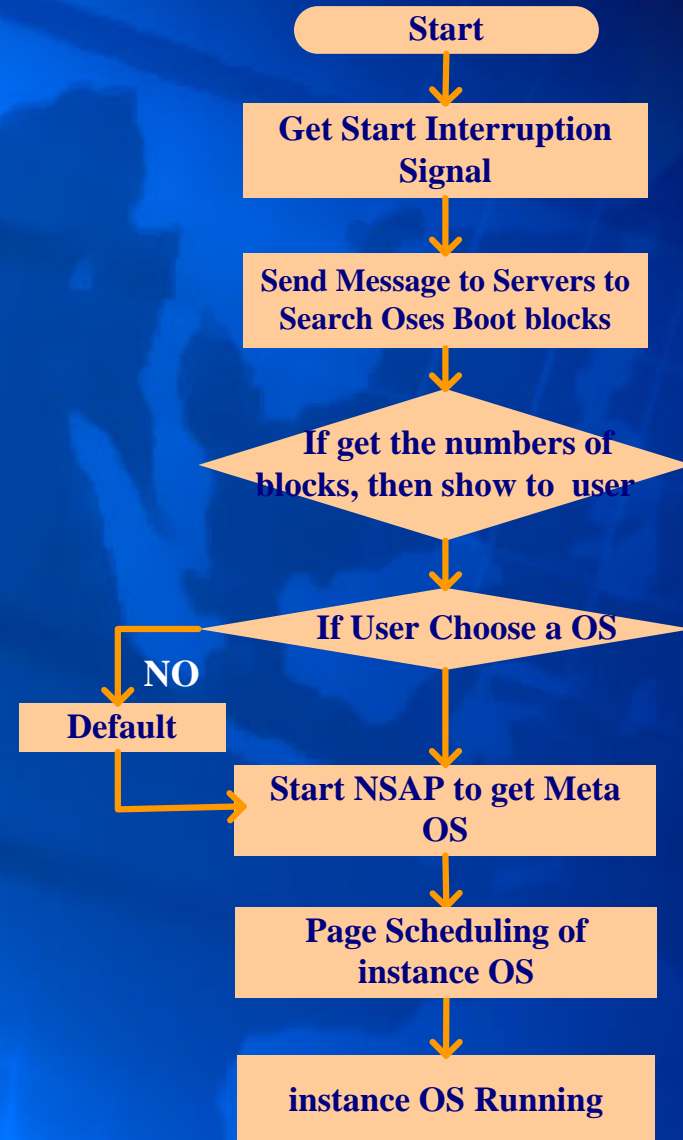 Start
Get Start Interruption
Signal
Send Message to Servers to
Search Oses Boot blocks
If get the numbers of
blocks, then show to user
If User Choose a OS
NO
Default
Start NSAP to get Meta
OS
Page Scheduling of
instance OS
instance OS Running